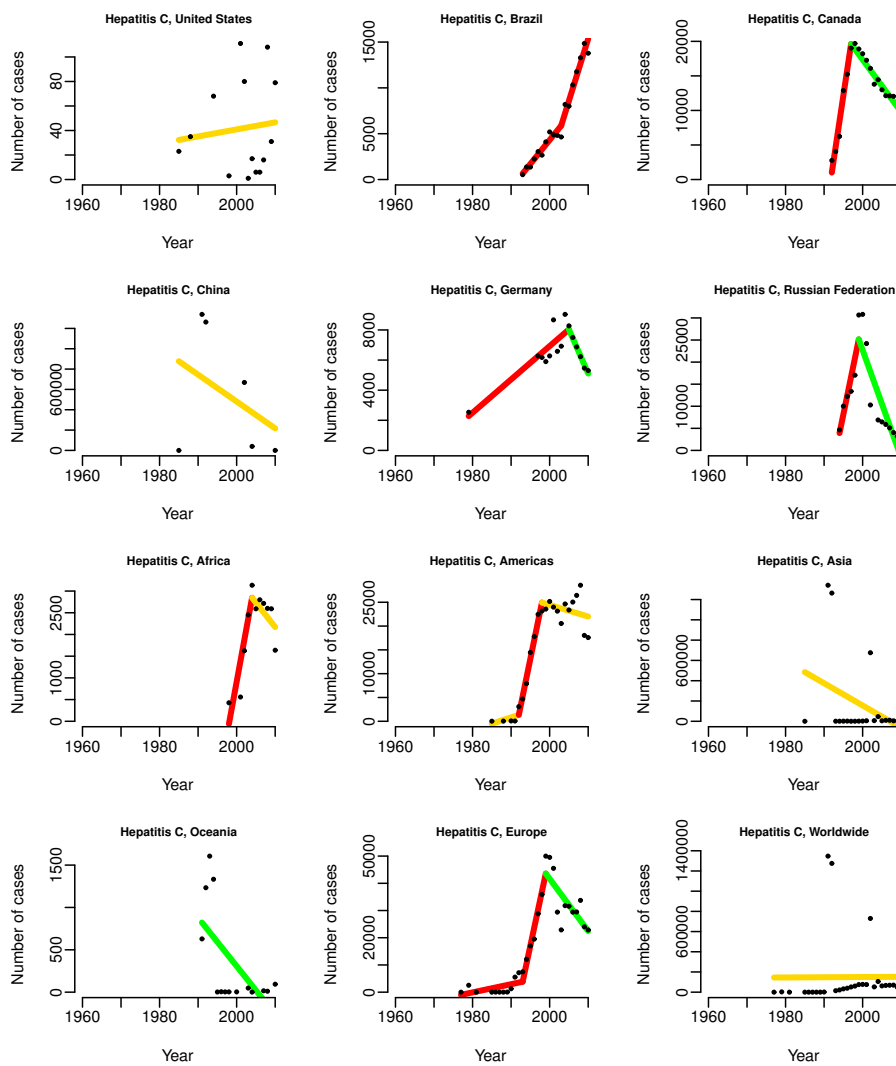 Hepatitis C, United States
Number of cases
0 40 80
1960 1980 2000
Year
Hepatitis C, Brazil
Number of cases
0 5000 15000
1960 1980 2000
Year
Hepatitis C, Canada
Number of cases
0 5000 10000 20000
1960 1980 2000
Year
Hepatitis C, China
Number of cases
0 600000
1960 1980 2000
Year
Hepatitis C, Germany
Number of cases
0 4000 8000
1960 1980 2000
Year
Hepatitis C, Russian Federation
Number of cases
0 10000 25000
1960 1980 2000
Year
Hepatitis C, Africa
Number of cases
0 1000 2500
1960 1980 2000
Year
Hepatitis C, Americas
Number of cases
0 10000 25000
1960 1980 2000
Year
Hepatitis C, Asia
Number of cases
0 600000
1960 1980 2000
Year
Hepatitis C, Oceania
Number of cases
0 500 1500
1960 1980 2000
Year
Hepatitis C, Europe
Number of cases
0 20000 50000
1960 1980 2000
Year
Hepatitis C, Worldwide
Number of cases
0 600000 1400000
1960 1980 2000
Year